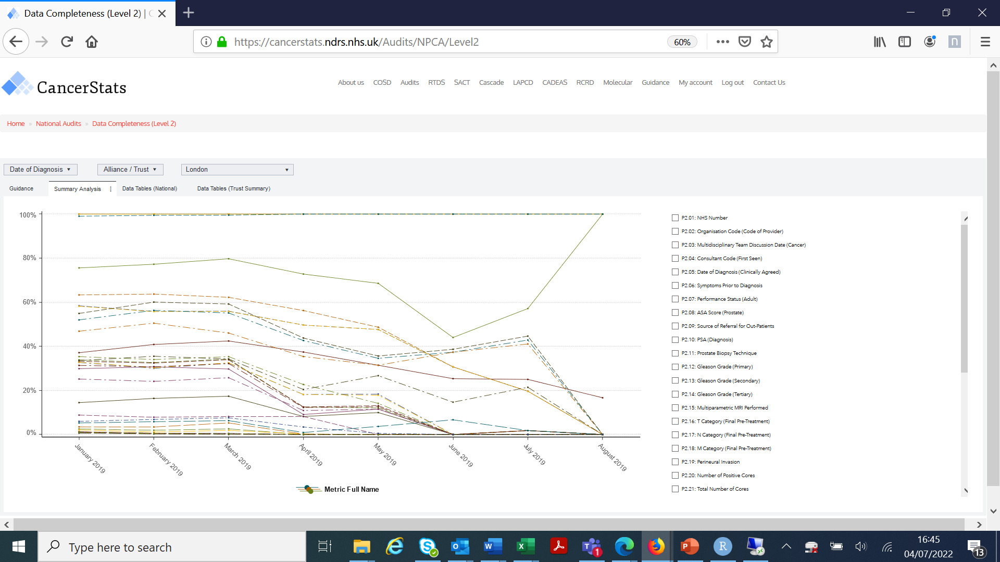 Data Completeness (Level 2) | C
https://cancerstats.ndrs.nhs.uk/Audits/NPCA/Level2
60%
n
CancerStats
About us COSD Audits RTDS SACT Cascade LAPCD CADEAS RCRD Molecular Guidance My account Log out Contact Us
Home » National Audits » Data Completeness (Level 2)
Date of Diagnosis Alliance / Trust London
Guidance Summary Analysis Data Tables (National) Data Tables (Trust Summary)
100%
80%
60%
40%
20%
0%
January 2019
February 2019
March 2019
April 2019
May 2019
June 2019
July 2019
August 2019
Metric Full Name
P2.01: NHS Number
P2.02: Organisation Code (Code of Provider)
P2.03: Multidisciplinary Team Discussion Date (Cancer)
P2.04: Consultant Code (First Seen)
P2.05: Date of Diagnosis (Clinically Agreed)
P2.06: Symptoms Prior to Diagnosis
P2.07: Performance Status (Adult)
P2.08: ASA Score (Prostate)
P2.09: Source of Referral for Out-Patients
P2.10: PSA (Diagnosis)
P2.11: Prostate Biopsy Technique
P2.12: Gleason Grade (Primary)
P2.13: Gleason Grade (Secondary)
P2.14: Gleason Grade (Tertiary)
P2.15: Multiparametric MRI Performed
P2.16: T Category (Final Pre-Treatment)
P2.17: N Category (Final Pre-Treatment)
P2.18: M Category (Final Pre-Treatment)
P2.19: Perineural Invasion
P2.20: Number of Positive Cores
P2.21: Total Number of Cores
Type here to search
1
R
16:45
04/07/2022
13